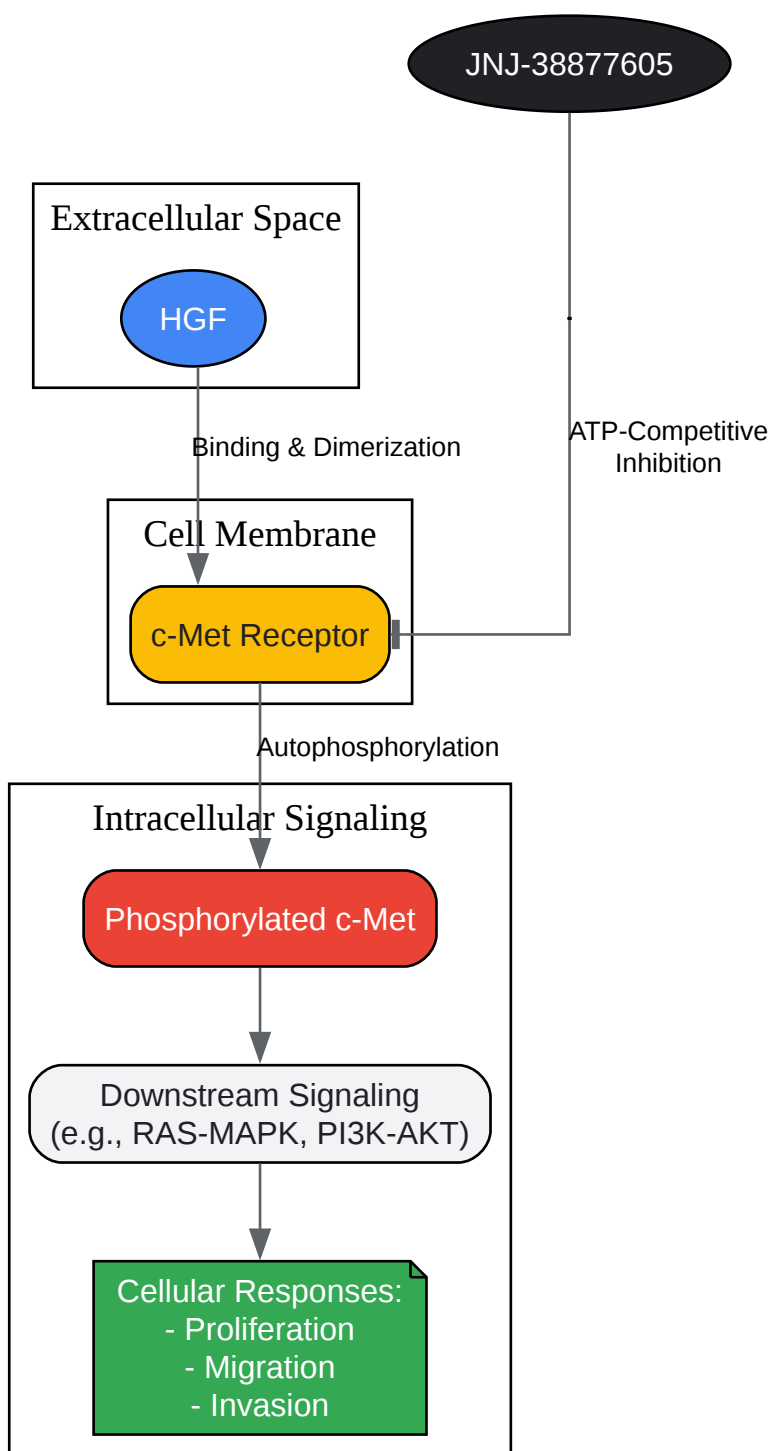 JNJ-38877605
Extracellular Space
HGF
Binding & Dimerization
ATP-Competitive
Inhibition
Cell Membrane
c-Met Receptor
Autophosphorylation
Intracellular Signaling
Phosphorylated c-Met
Downstream Signaling
(e.g., RAS-MAPK, PI3K-AKT)
Cellular Responses:
- Proliferation
- Migration
- Invasion